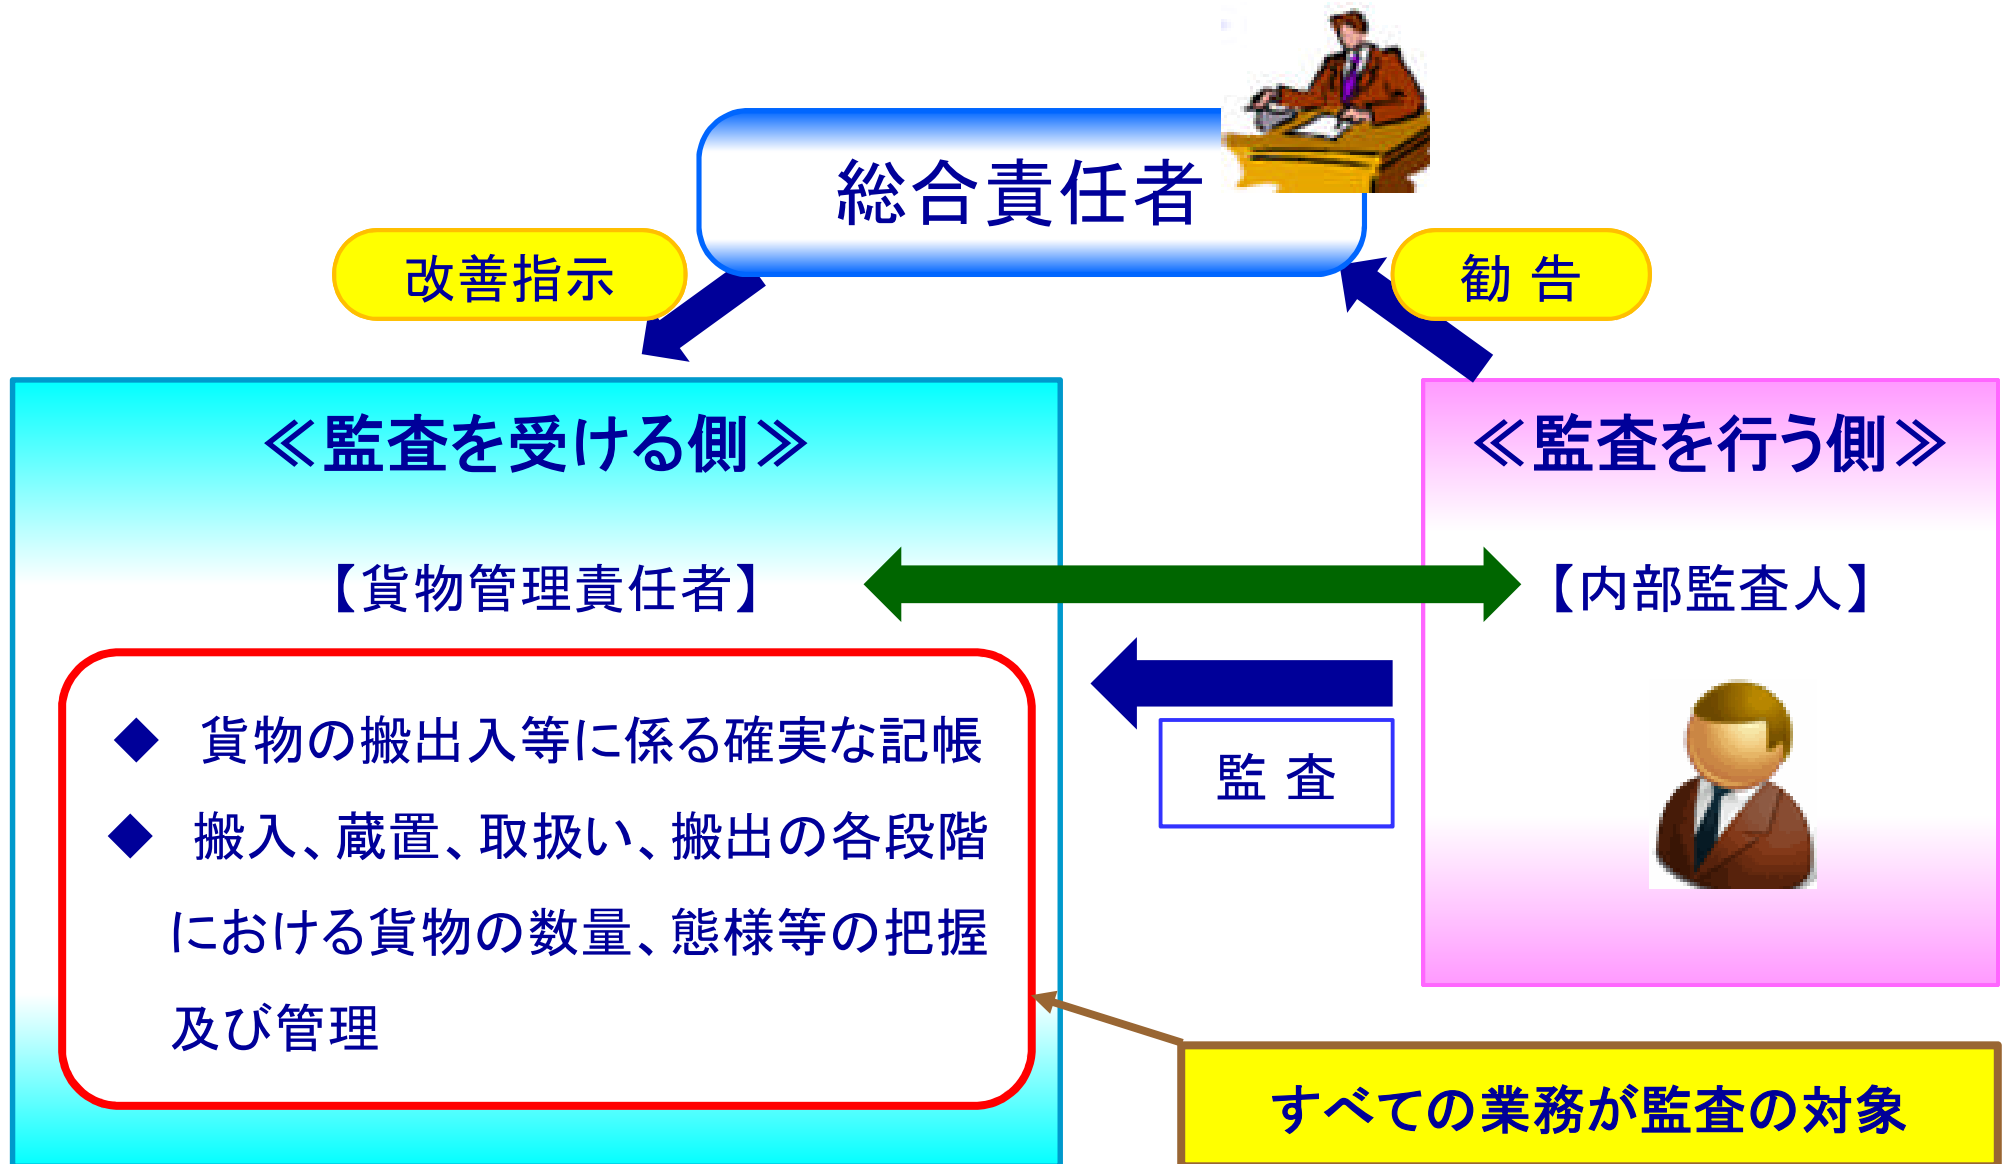 総合責任者
改善指示
勧 告
≪監査を受ける側≫
≪監査を行う側≫
【貨物管理責任者】
【内部監査人】
◆ 貨物の搬出入等に係る確実な記帳
◆ 搬入、蔵置、取扱い、搬出の各段階
における貨物の数量、態様等の把握
及び管理
監 査
すべての業務が監査の対象